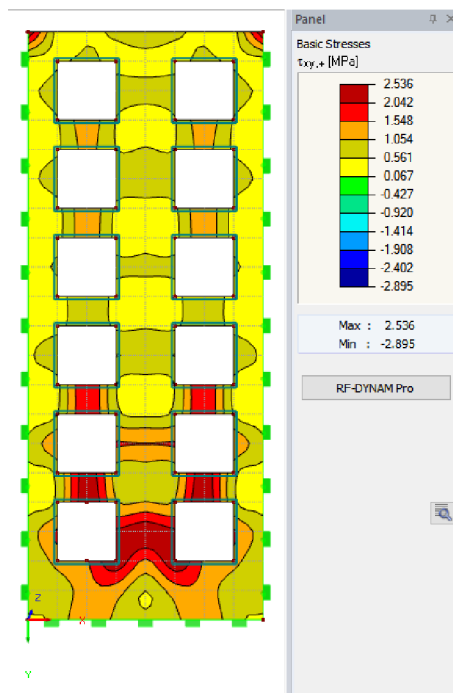 Panel
Basic Stresses
τxy,+ [MPa]
2.536
2.042
1.548
1.054
0.561
0.067
-0.427
-0.920
-1.414
-1.908
-2.402
-2.895
Max : 2.536
Min : -2.895
RF-DYNAM Pro
Z
X
Y